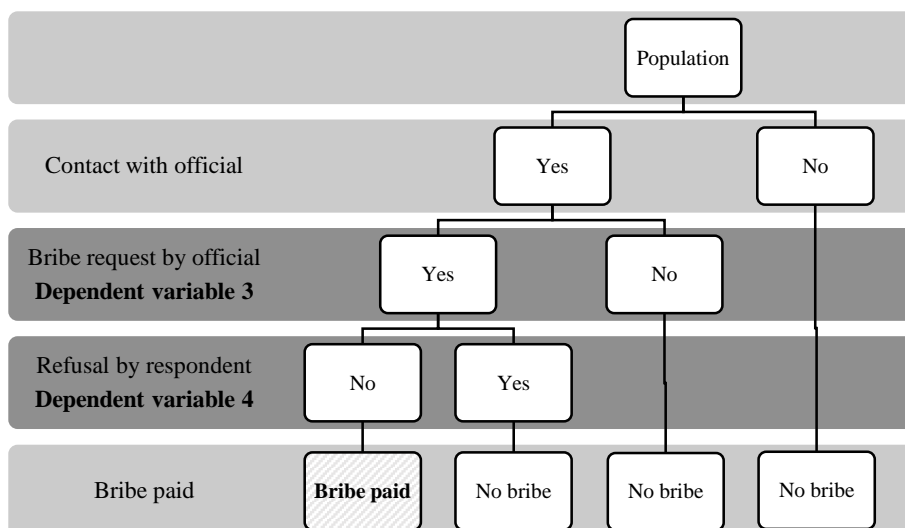 Population
Contact with official
Yes
No
Bribe request by official
Dependent variable 3
Yes
No
Refusal by respondent
Dependent variable 4
No
Yes
Bribe paid
Bribe paid
No bribe
No bribe
No bribe